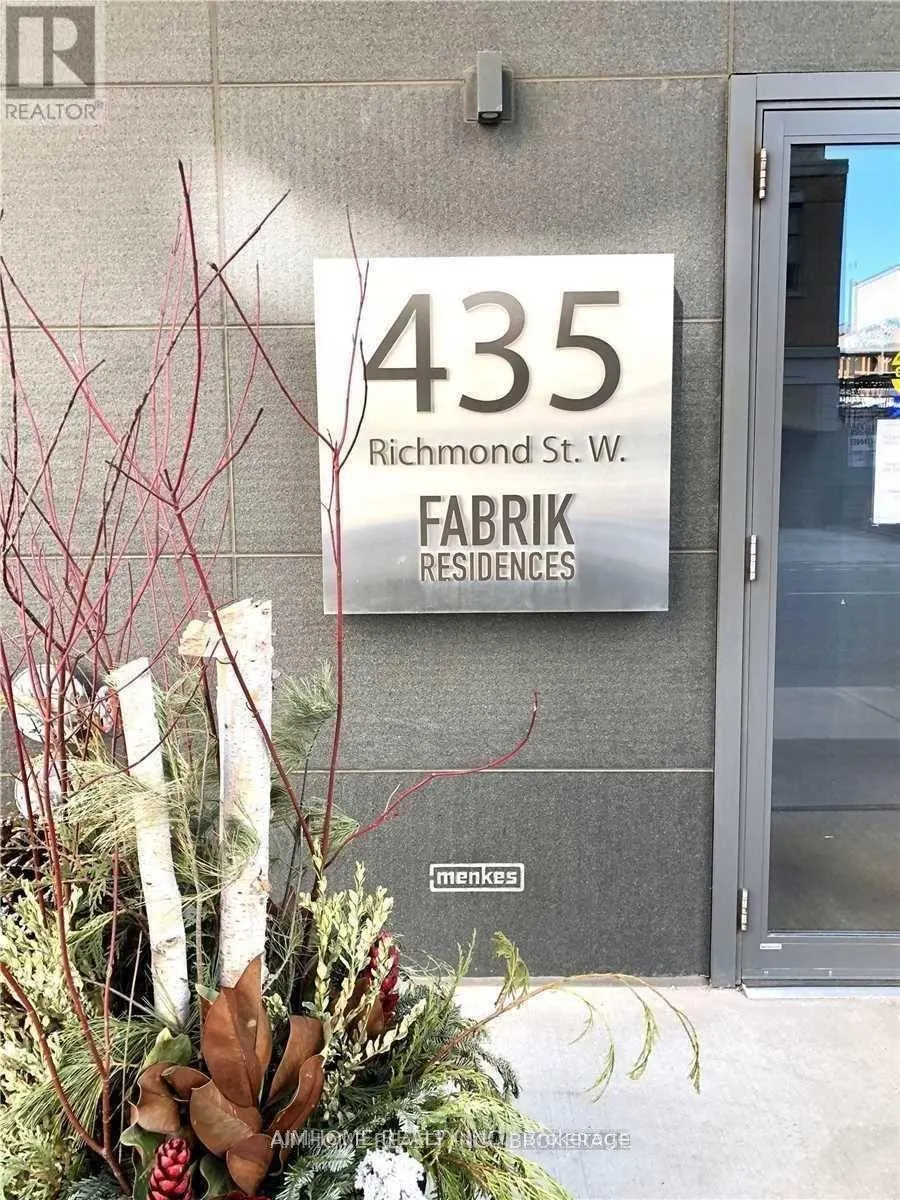 REALTOR®
435
Richmond St. W.
FABRIK
RESIDENCES
menkes